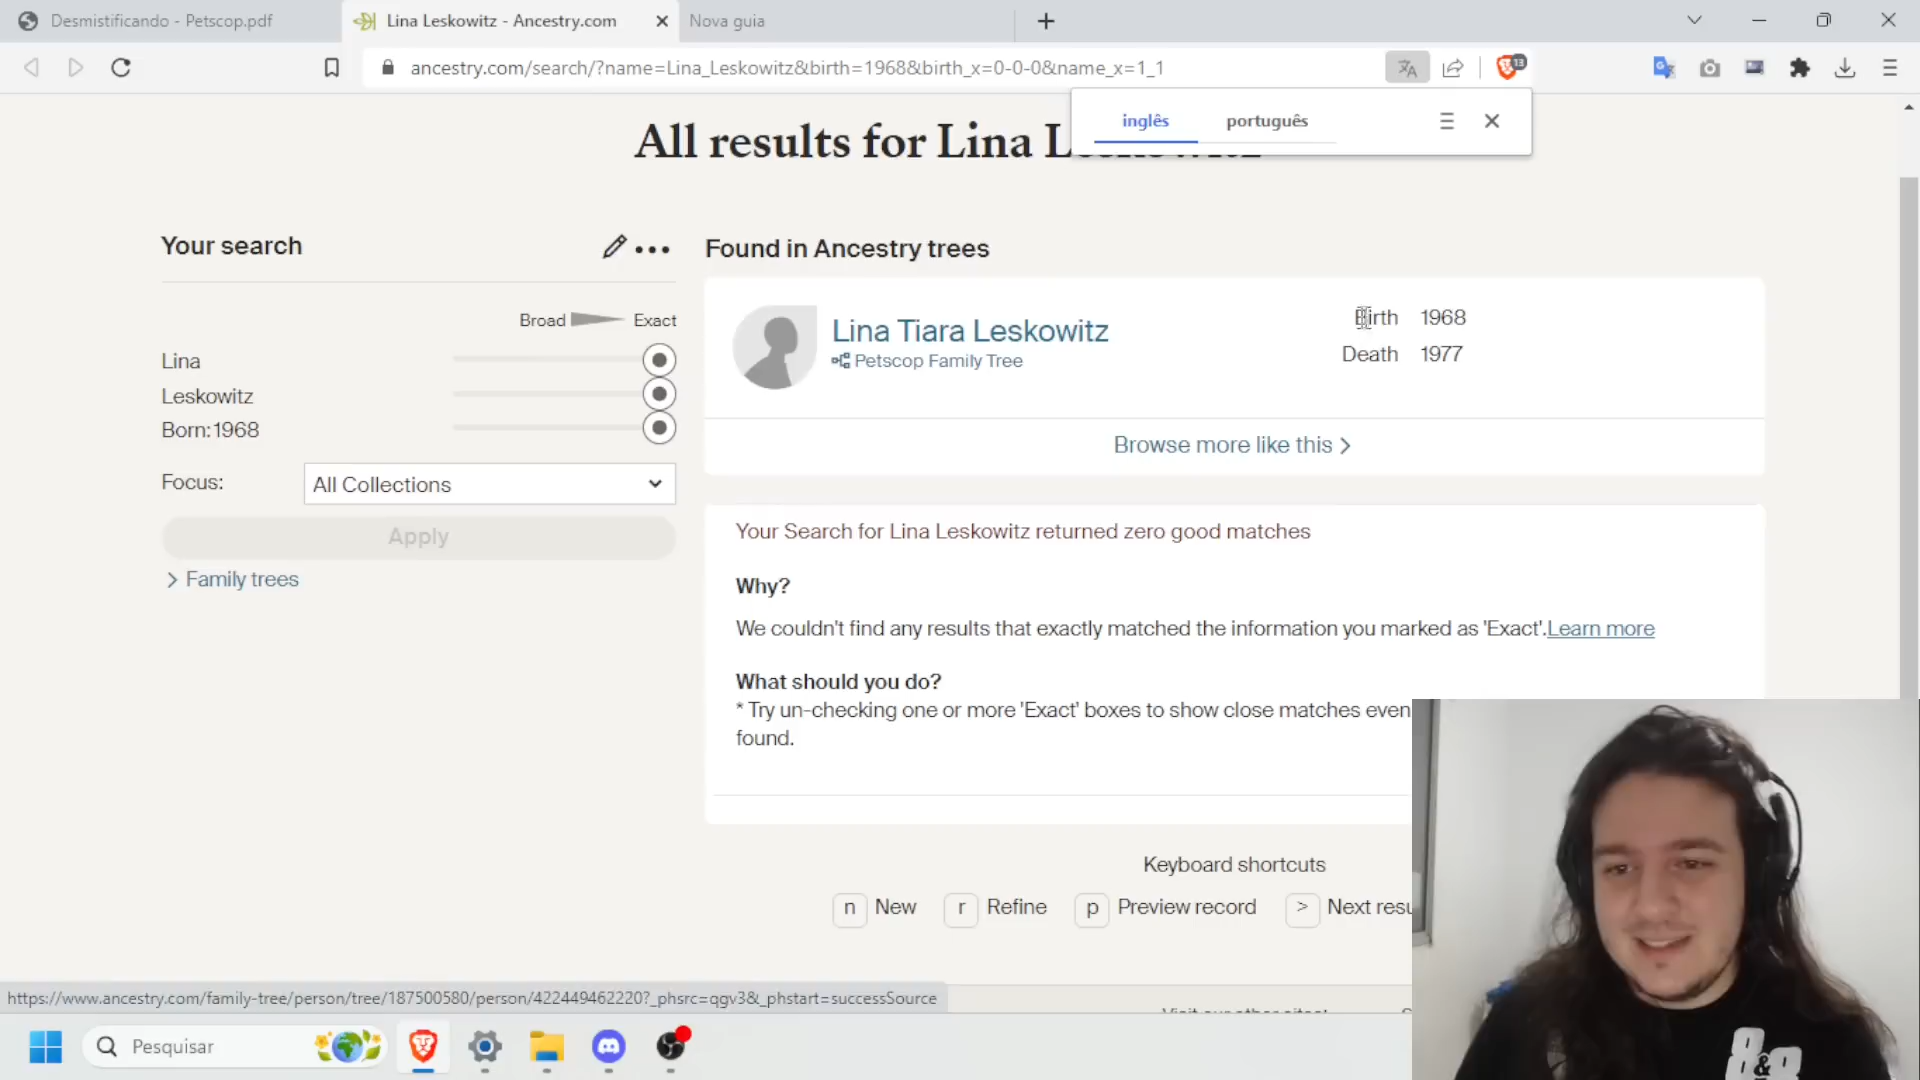 Desmistificando - Petscop.pdf
Lina Leskowitz - Ancestry.com
Nova guia
ancestry.com/search/?name=Lina_Leskowitz&birth=1968&birth_x=0-0-0&name_x=1_1
13
inglês português
All results for Lina
Your search
Broad Exact
Lina
Leskowitz
Born: 1968
Focus: All Collections
Apply
Family trees
Found in Ancestry trees
Lina Tiara Leskowitz
Petscop Family Tree
Birth 1968
Death 1977
Browse more like this
Your Search for Lina Leskowitz returned zero good matches
Why?
We couldn't find any results that exactly matched the information you marked as 'Exact'. Learn more
What should you do?
* Try un-checking one or more 'Exact' boxes to show close matches even
found.
Keyboard shortcuts
n New r Refine p Preview record > Next resu
https://www.ancestry.com/family-tree/person/tree/187500580/person/422449462220?_phsrc=qgv3&_phstart=successSource
Pesquisar